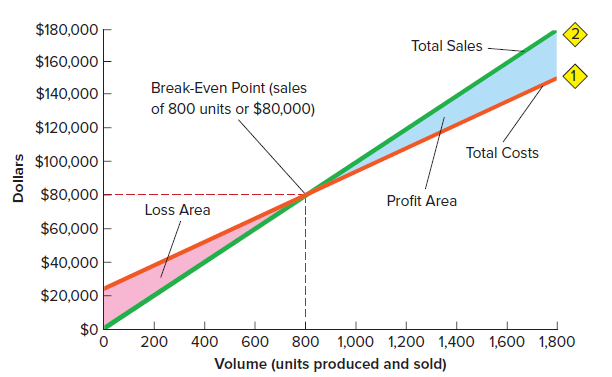 $180,000
$160,000
$140,000
$120,000
$100,000
$80,000
$60,000
$40,000
$20,000
$0
Dollars
Total Sales
2
1
Break-Even Point (sales
of 800 units or $80,000)
Total Costs
Profit Area
Loss Area
0 200 400 600 800 1,000 1,200 1,400 1,600 1,800
Volume (units produced and sold)